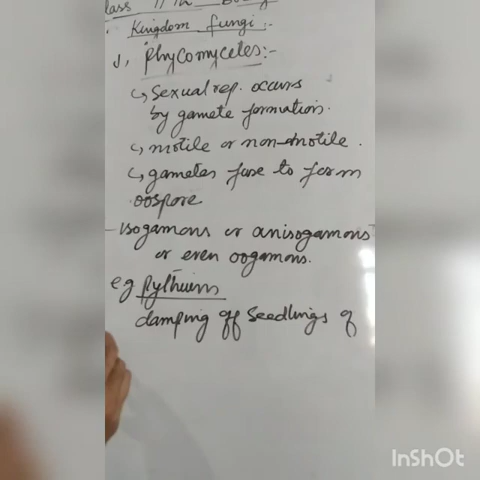 Kingdom fungi :-
1, Phycomycetes:-
↳ Sexual rep. occurs
by gamete formation.
↳ motile or non-motile.
↳ gametes fuse to form
oospore
- isogamous or anisogamous
or even oogamous.
eg Pythium
damping off seedlings of
InShOt